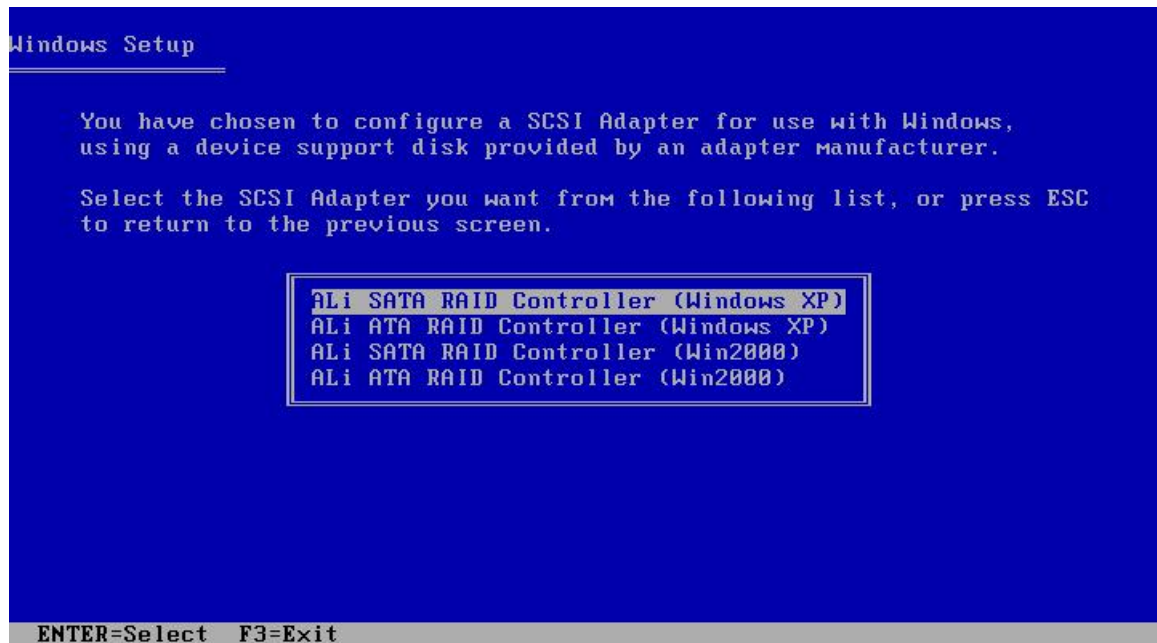 Windows Setup
You have chosen to configure a SCSI Adapter for use with Windows,
using a device support disk provided by an adapter manufacturer.
Select the SCSI Adapter you want from the following list, or press ESC
to return to the previous screen.
ALi SATA RAID Controller (Windows XP)
ALi ATA RAID Controller (Windows XP)
ALi SATA RAID Controller (Win2000)
ALi ATA RAID Controller (Win2000)
ENTER=Select F3=Exit